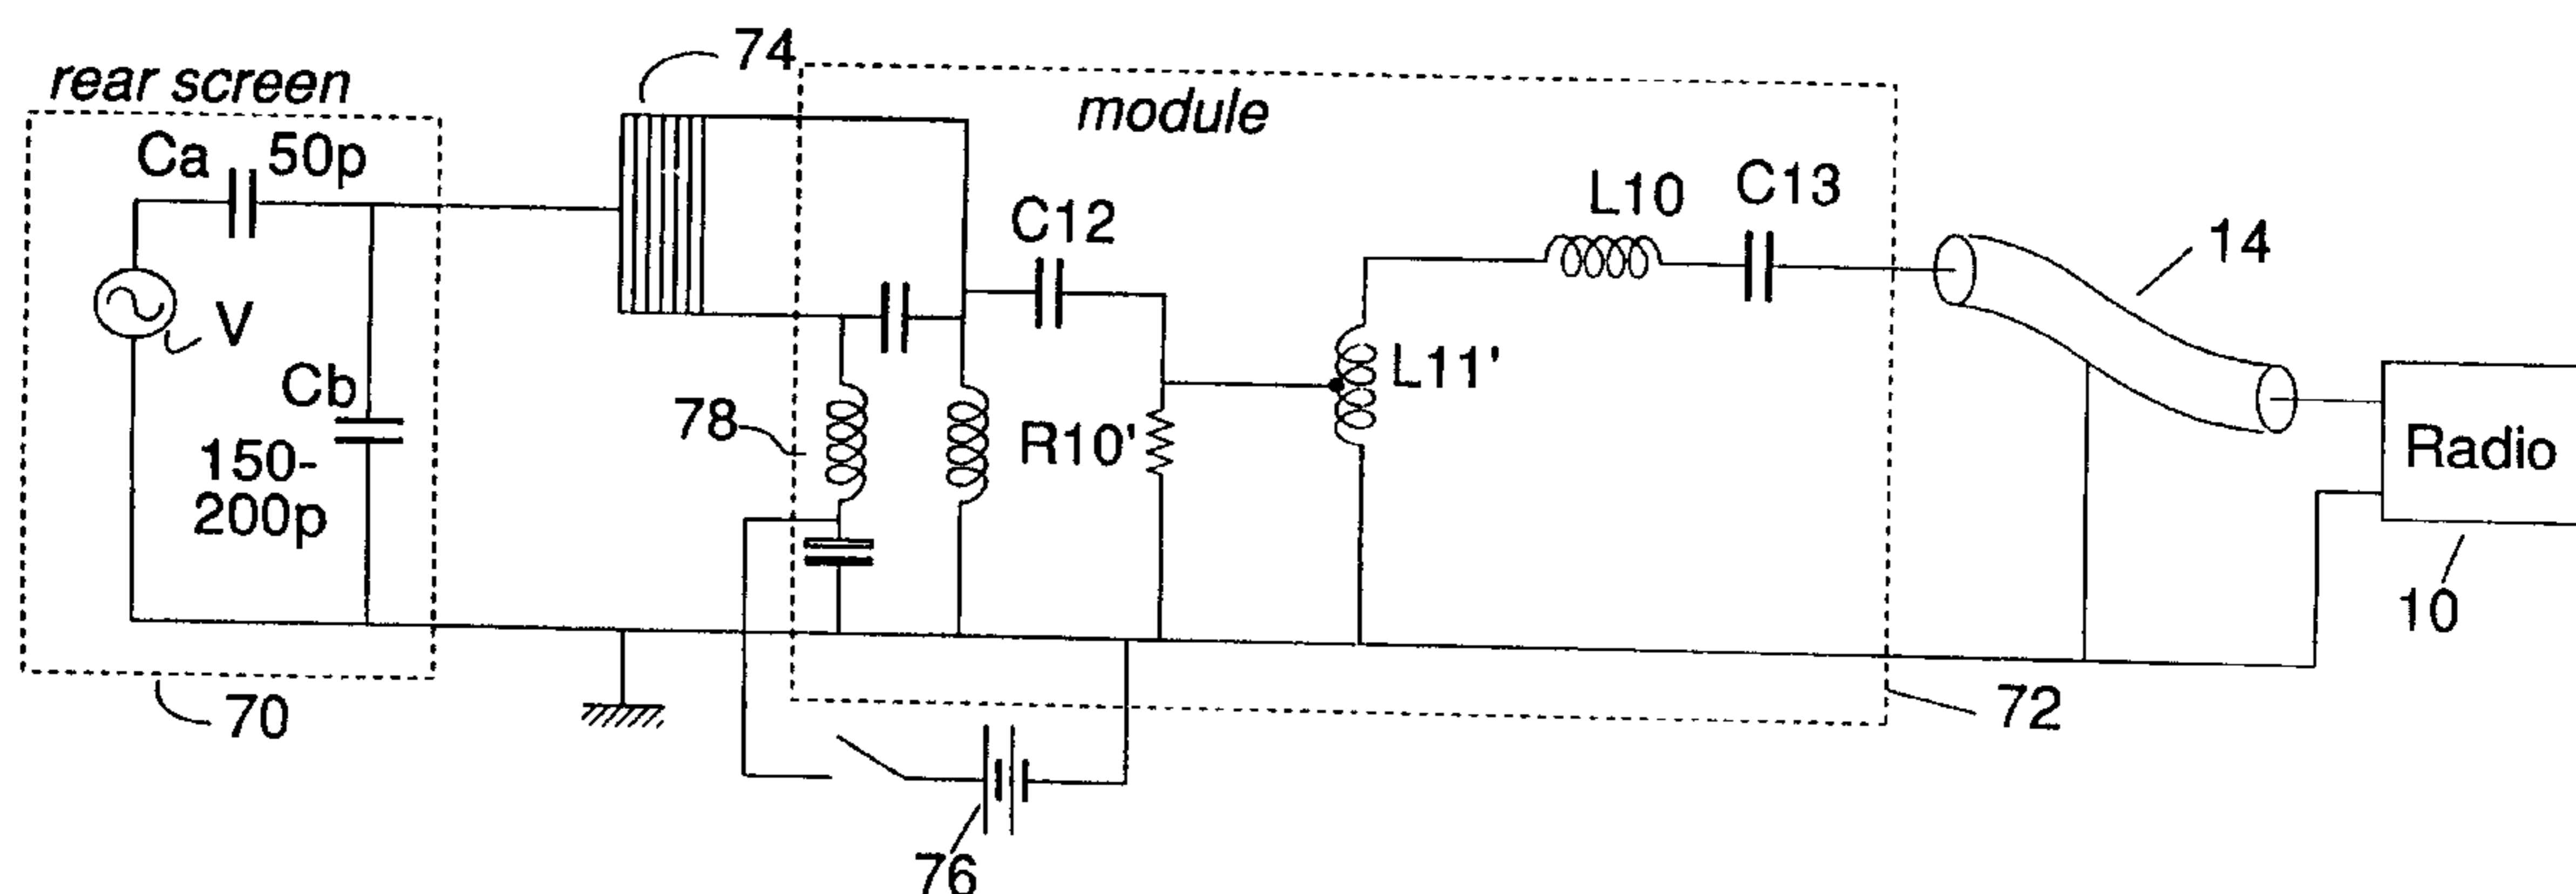 74
rear screen
module
Ca 50p
C12
L10 C13
14
V
Cb
L11'
78
R10'
Radio
150-
200p
10
70
72
76